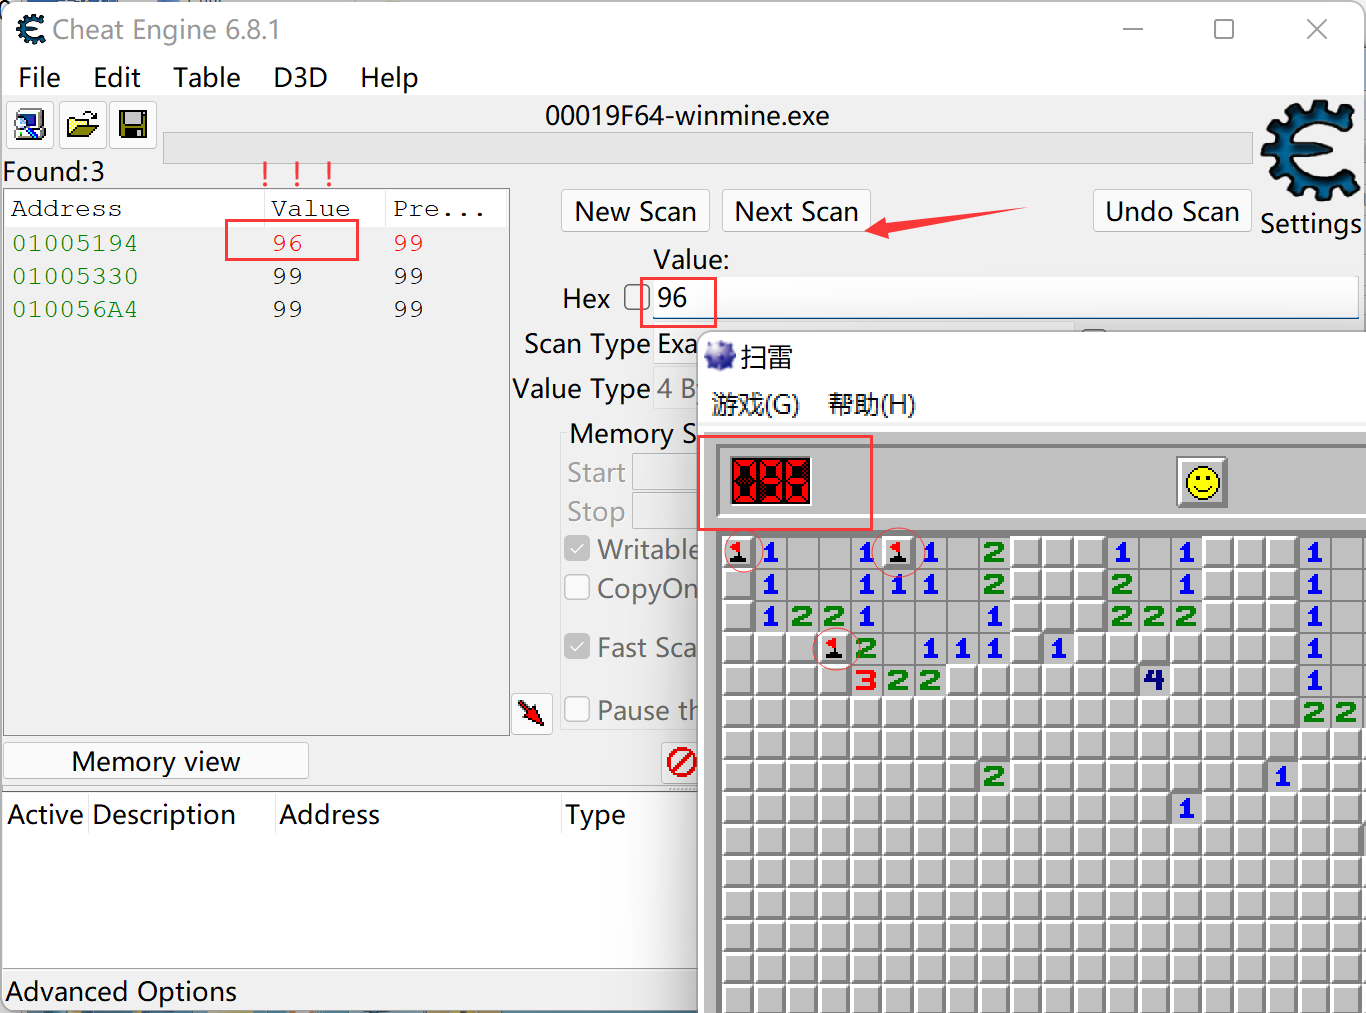 Cheat Engine 6.8.1
File Edit Table D3D Help
00019F64-winmine.exe
Found:3
! ! !
Address Value Pre...
01005194 96 99
01005330 99 99
010056A4 99 99
New Scan Next Scan Undo Scan
Settings
Value:
Hex 96
Scan Type Exa
Value Type 4 By
Memory S
Start
Stop
Writable
CopyOn
Fast Sca
Pause th
Memory view
Active Description Address Type
Advanced Options
扫雷
游戏(G) 帮助(H)
1 1 1 2 1 1 1
1 1 1 1 2 2 1 1
1 2 2 1 1 2 2 2 1
2 1 1 1 1 1
3 2 2 4 1
2 2
2 1
1